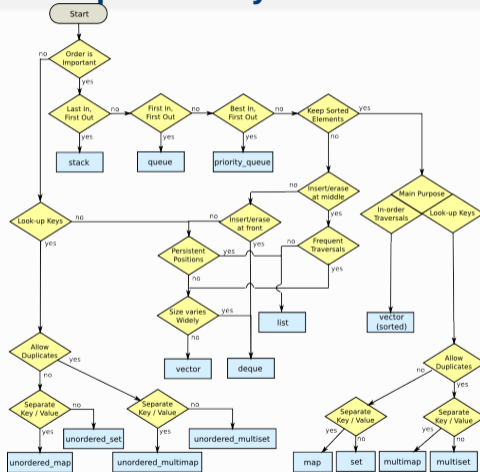 Start
Order is
Important
no
yes
Last In,
First Out
no
First In,
First Out
no
Best In,
First Out
no
Keep Sorted
Elements
yes
yes
yes
yes
no
stack
queue
priority_queue
Insert/erase
at middle
no
yes
Main Purpose
In-order
Traversals
Look-up Keys
Look-up Keys
no
yes
Insert/erase
at front
no
yes
Frequent
Traversals
no
yes
Persistent
Positions
yes
no
Size varies
Widely
yes
no
list
vector
(sorted)
vector
deque
Allow
Duplicates
yes
no
Allow
Duplicates
no
yes
Separate
Key / Value
no
yes
Separate
Key / Value
no
yes
Separate
Key / Value
yes
no
Separate
Key / Value
yes
no
unordered_set
unordered_multiset
unordered_map
unordered_multimap
map
set
multimap
multiset